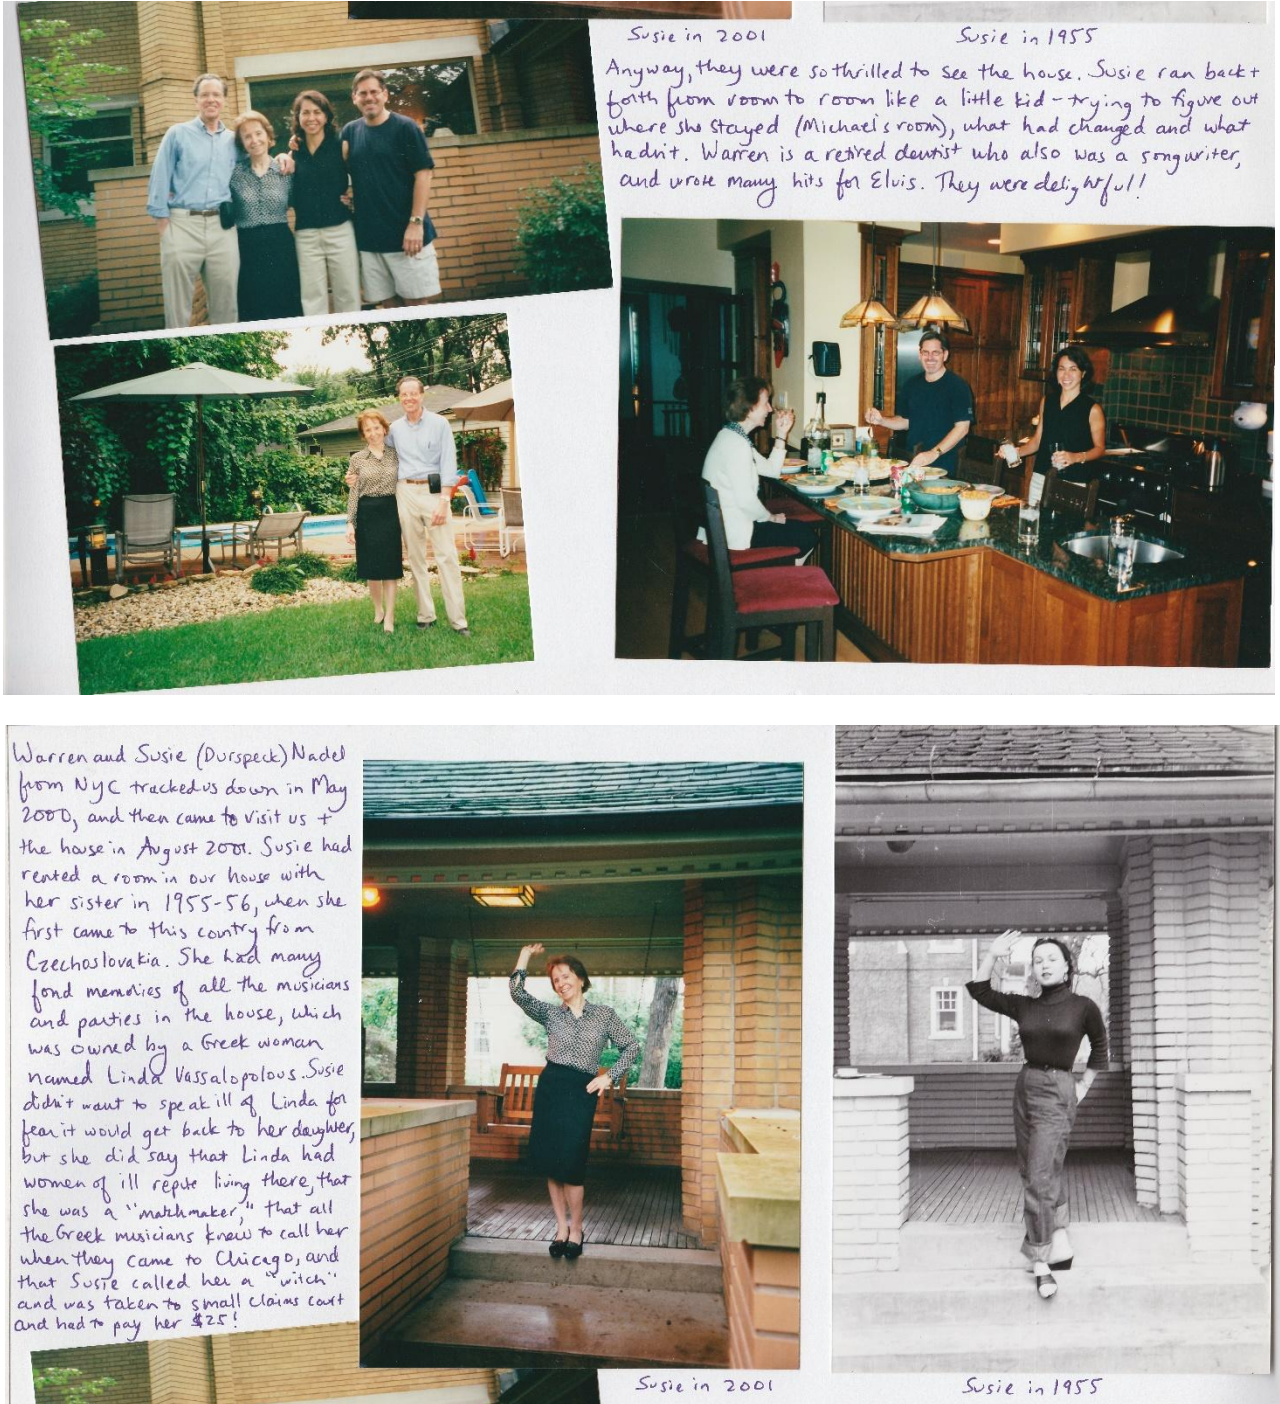 Susie in 2001
Susie in 1955
Anyway, they were so thrilled to see the house. Susie ran back +
forth from room to room like a little kid - trying to figure out
where she stayed (Michael's room), what had changed and what
hadn't. Warren is a retired dentist who also was a songwriter,
and wrote many hits for Elvis. They were delightful!
Warren and Susie (Durspeck) Nadel
from NYC tracked us down in May
2000, and then came to visit us +
the house in August 2001. Susie had
rented a room in our house with
her sister in 1955-56, when she
first came to this country from
Czechoslovakia. She had many
fond memories of all the musicians
and parties in the house, which
was owned by a Greek woman
named Linda Vassalopolous. Susie
didn't want to speak ill of Linda for
fear it would get back to her daughter,
but she did say that Linda had
women of ill repute living there, that
she was a "matchmaker," that all
the Greek musicians knew to call her
when they came to Chicago, and
that Susie called her a "witch"
and was taken to small claims court
and had to pay her $25!
Susie in 2001
Susie in 1955